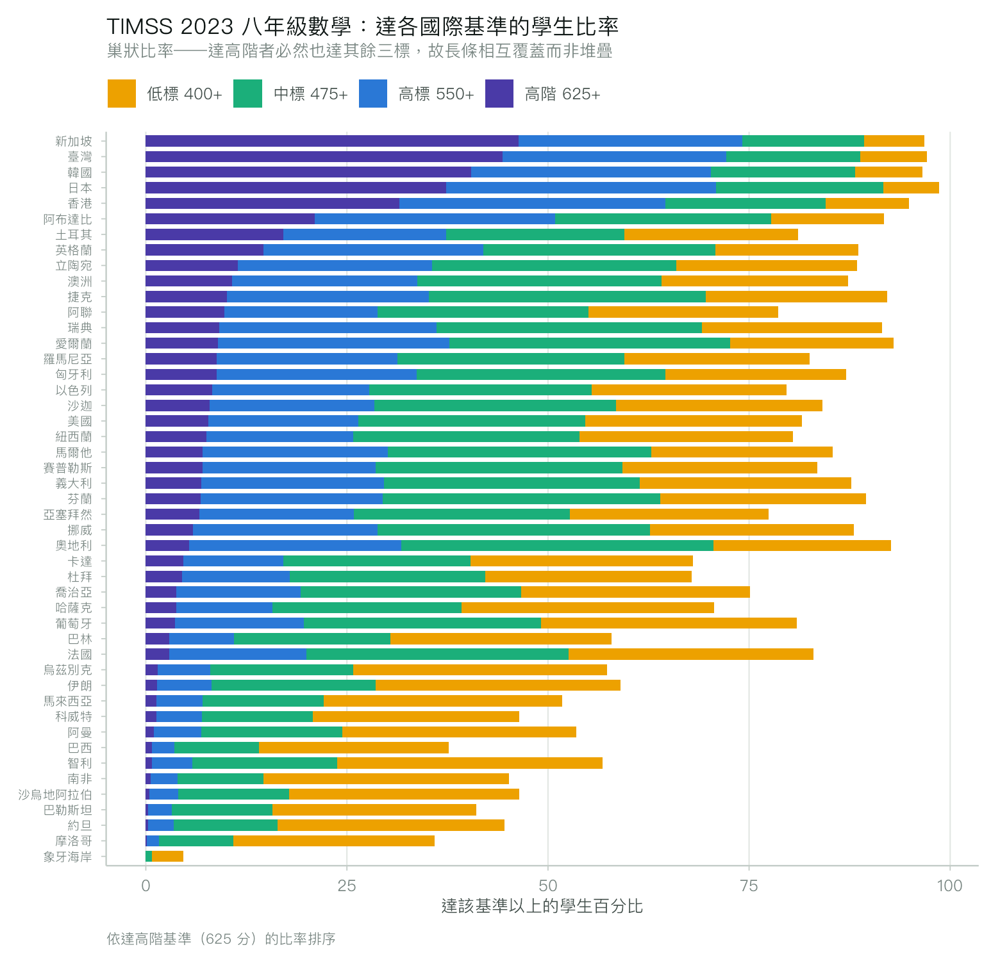 TIMSS 2023 八年級數學：達各國際基準的學生比率
巢狀比率——達高階者必然也達其餘三標，故長條相互覆蓋而非堆疊
低標 400+ 中標 475+ 高標 550+ 高階 625+
新加坡
臺灣
韓國
日本
香港
阿布達比
土耳其
英格蘭
立陶宛
澳洲
捷克
阿聯
瑞典
愛爾蘭
羅馬尼亞
匈牙利
以色列
沙迦
美國
紐西蘭
馬爾他
賽普勒斯
義大利
芬蘭
亞塞拜然
挪威
奧地利
卡達
杜拜
喬治亞
哈薩克
葡萄牙
巴林
法國
烏茲別克
伊朗
馬來西亞
科威特
阿曼
巴西
智利
南非
沙烏地阿拉伯
巴勒斯坦
約旦
摩洛哥
象牙海岸
0 25 50 75 100
達該基準以上的學生百分比
依達高階基準（625 分）的比率排序